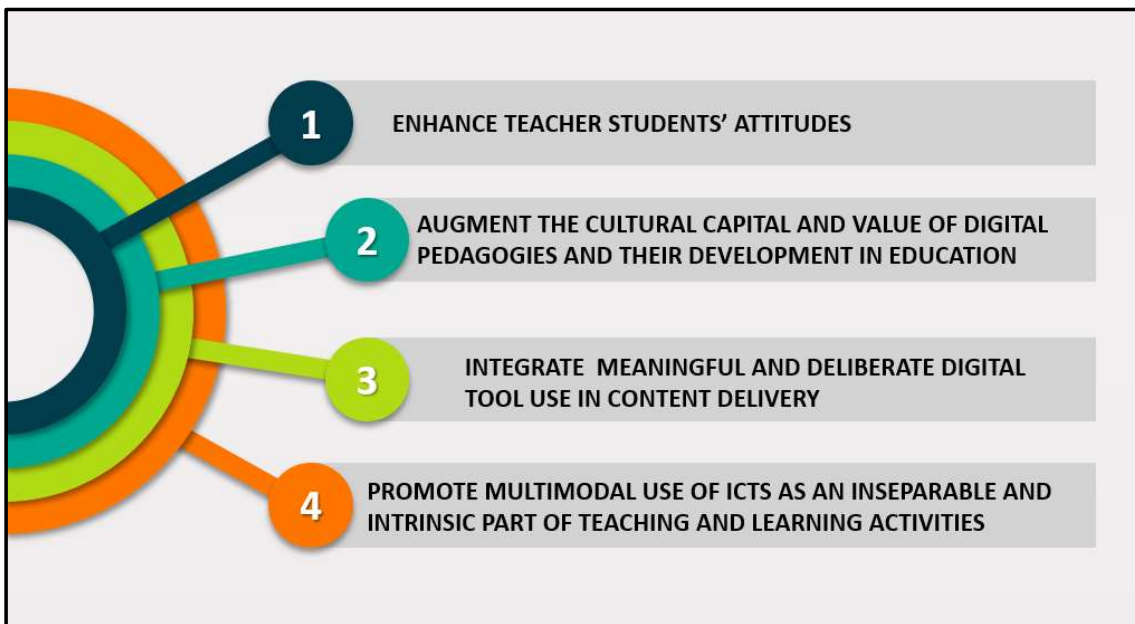 1
ENHANCE TEACHER STUDENTS’ ATTITUDES
2
AUGMENT THE CULTURAL CAPITAL AND VALUE OF DIGITAL
PEDAGOGIES AND THEIR DEVELOPMENT IN EDUCATION
3
INTEGRATE  MEANINGFUL AND DELIBERATE DIGITAL
TOOL USE IN CONTENT DELIVERY
4
PROMOTE MULTIMODAL USE OF ICTS AS AN INSEPARABLE AND
INTRINSIC PART OF TEACHING AND LEARNING ACTIVITIES